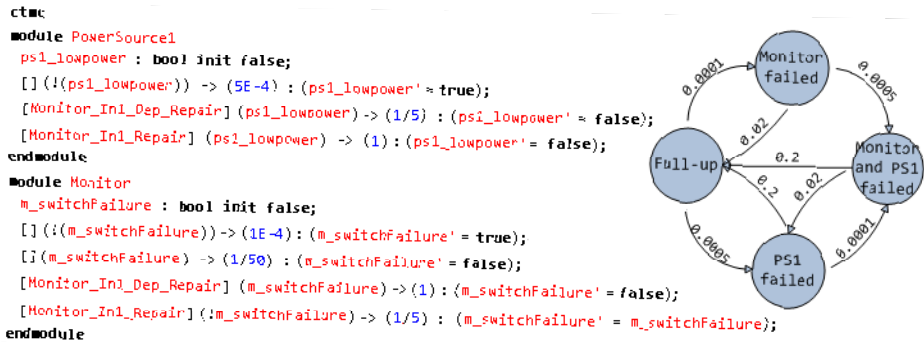 ctmc
module PowerSource1
ps1_lowpower : bool init false;
[](!(ps1_lowpower)) -> (5E-4) : (ps1_lowpower' = true);
[Monitor_In1_Dep_Repair] (ps1_lowpower) -> (1/5) : (ps1_lowpower' = false);
[Monitor_In1_Repair] (ps1_lowpower) -> (1) : (ps1_lowpower' = false);
endmodule
module Monitor
m_switchFailure : bool init false;
[](!(m_switchFailure)) -> (1E-4) : (m_switchFailure' = true);
[](m_switchFailure) -> (1/50) : (m_switchFailure' = false);
[Monitor_In1_Dep_Repair] (m_switchFailure) -> (1) : (m_switchFailure' = false);
[Monitor_In1_Repair] (!m_switchFailure) -> (1/5) : (m_switchFailure' = m_switchFailure);
endmodule
Monitor
failed
0.0001
0.0005
0.02
Full-up
0.2
Monitor
and PS1
failed
0.2
0.02
0.0005
0.0001
PS1
failed